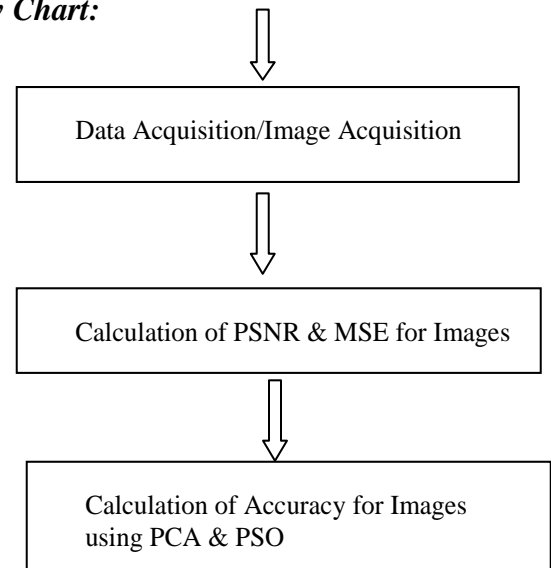 Chart:
Data Acquisition/Image Acquisition
Calculation of PSNR & MSE for Images
Calculation of Accuracy for Images
using PCA & PSO